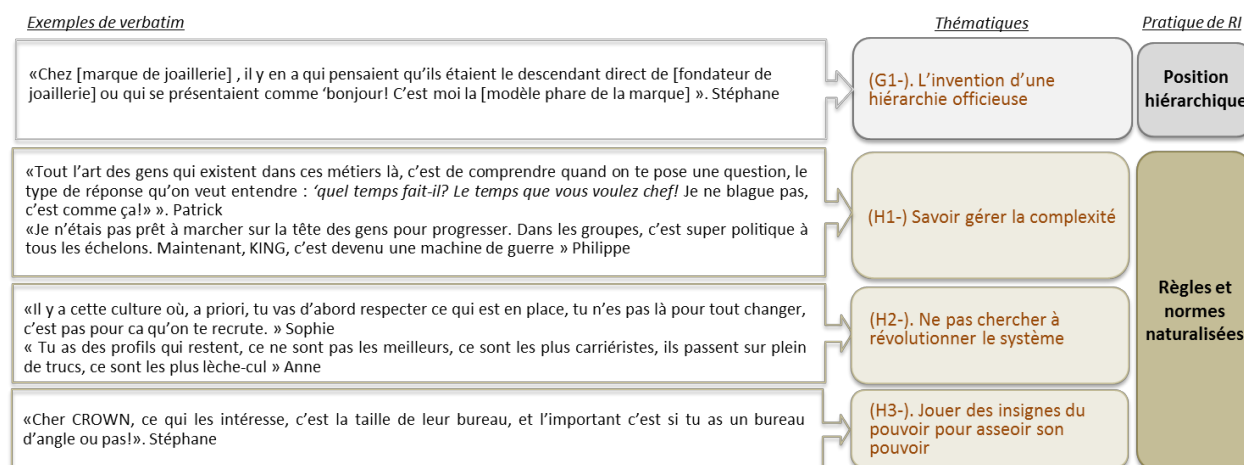 Exemples de verbatim
Thématiques
Pratique de RI
«Chez [marque de joaillerie] , il y en a qui pensaient qu'ils étaient le descendant direct de [fondateur de
joaillerie] ou qui se présentaient comme 'bonjour! C'est moi la [modèle phare de la marque] ». Stéphane
(G1-). L'invention d'une
hiérarchie officieuse
Position
hiérarchique
«Tout l'art des gens qui existent dans ces métiers là, c'est de comprendre quand on te pose une question, le
type de réponse qu'on veut entendre : 'quel temps fait-il? Le temps que vous voulez chef! Je ne blague pas,
c'est comme ça!» ». Patrick
«Je n'étais pas prêt à marcher sur la tête des gens pour progresser. Dans les groupes, c'est super politique à
tous les échelons. Maintenant, KING, c'est devenu une machine de guerre » Philippe
(H1-) Savoir gérer la complexité
«Il y a cette culture où, a priori, tu vas d'abord respecter ce qui est en place, tu n'es pas là pour tout changer,
c'est pas pour ca qu'on te recrute. » Sophie
« Tu as des profils qui restent, ce ne sont pas les meilleurs, ce sont les plus carriéristes, ils passent sur plein
de trucs, ce sont les plus lèche-cul » Anne
(H2-). Ne pas chercher à
révolutionner le système
Règles et
normes
naturalisées
«Cher CROWN, ce qui les intéresse, c'est la taille de leur bureau, et l'important c'est si tu as un bureau
d'angle ou pas!». Stéphane
(H3-). Jouer des insignes du
pouvoir pour asseoir son
pouvoir